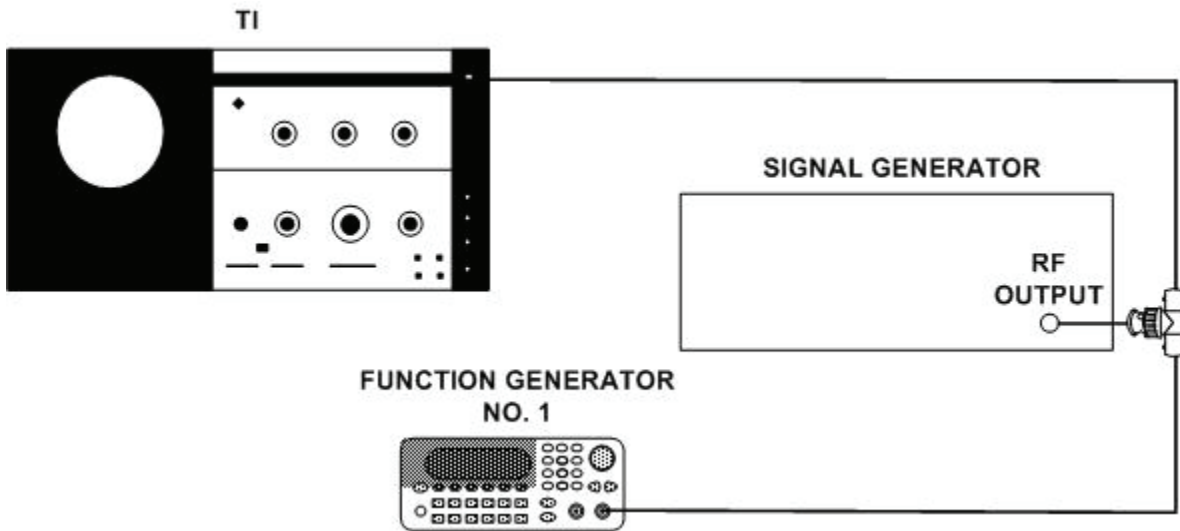 TI
SIGNAL GENERATOR
RF
OUTPUT
FUNCTION GENERATOR
NO. 1